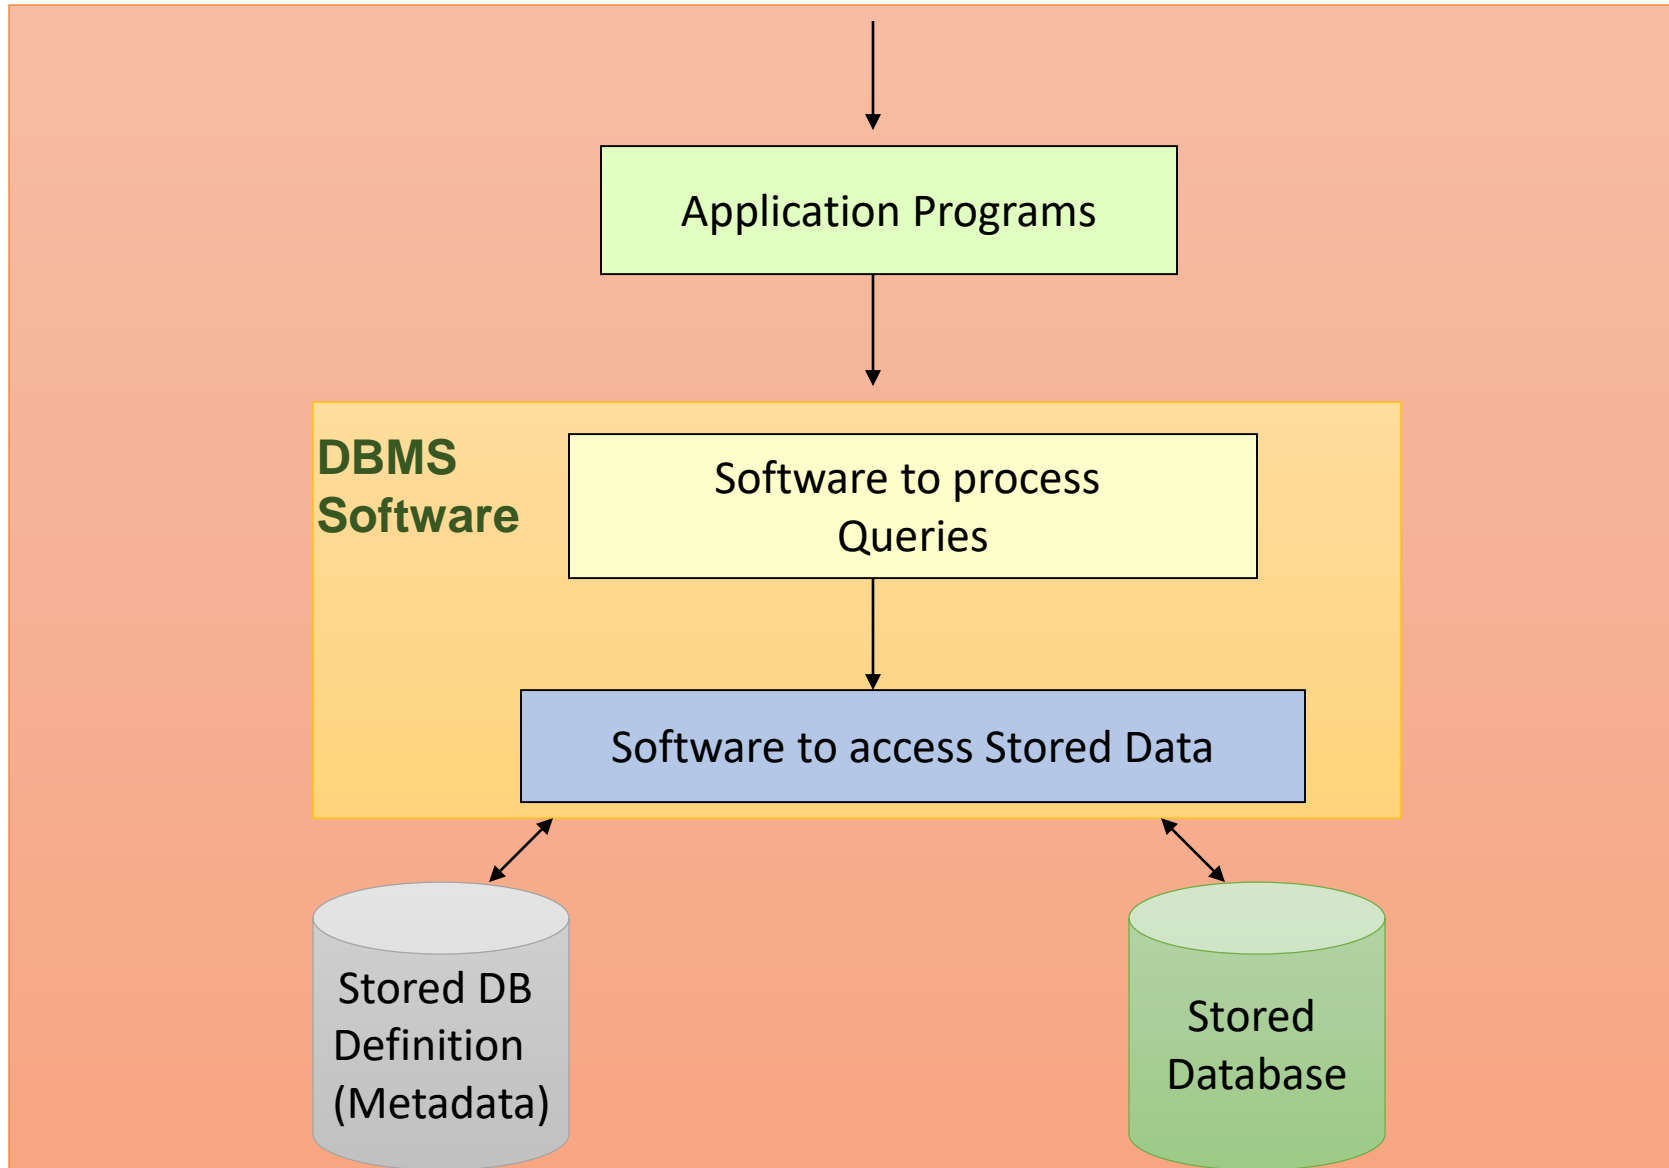 Application Programs
DBMS
Software
Software to process
Queries
Software to access Stored Data
Stored DB
Definition
(Metadata)
Stored
Database